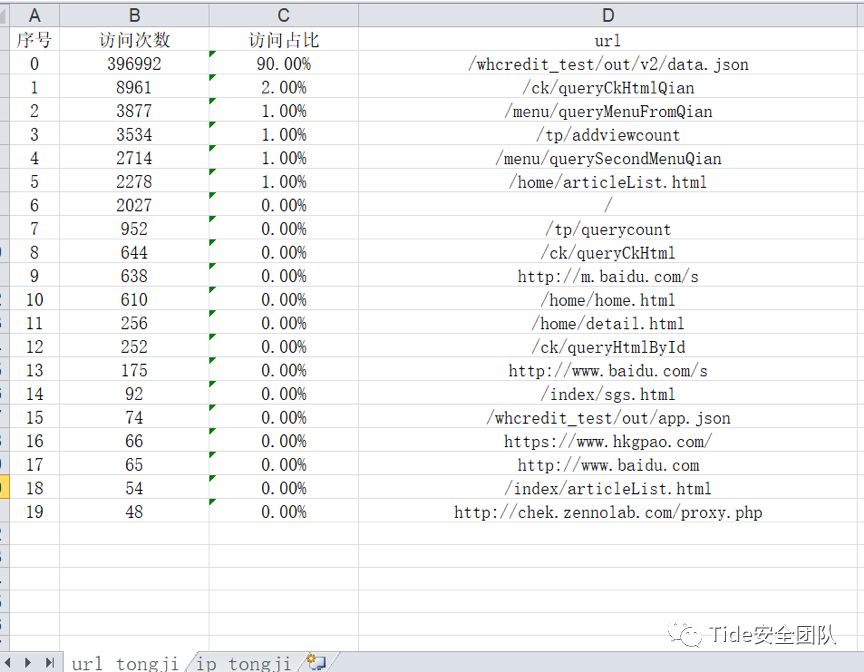 A B C D
序号 访问次数 访问占比 url
0 396992 90.00% /whcredit_test/out/v2/data.json
1 8961 2.00% /ck/queryCkHtmlQian
2 3877 1.00% /menu/queryMenuFromQian
3 3534 1.00% /tp/addviewcount
4 2714 1.00% /menu/querySecondMenuQian
5 2278 1.00% /home/articleList.html
6 2027 0.00% /
7 952 0.00% /tp/querycount
8 644 0.00% /ck/queryCkHtml
9 638 0.00% http://m.baidu.com/s
10 610 0.00% /home/home.html
11 256 0.00% /home/detail.html
12 252 0.00% /ck/queryHtmlById
13 175 0.00% http://www.baidu.com/s
14 92 0.00% /index/sgs.html
15 74 0.00% /whcredit_test/out/app.json
16 66 0.00% https://www.hkgpao.com/
17 65 0.00% http://www.baidu.com
18 54 0.00% /index/articleList.html
19 48 0.00% http://chek.zennolab.com/proxy.php
Tide安全团队
url_tongji ip_tongji